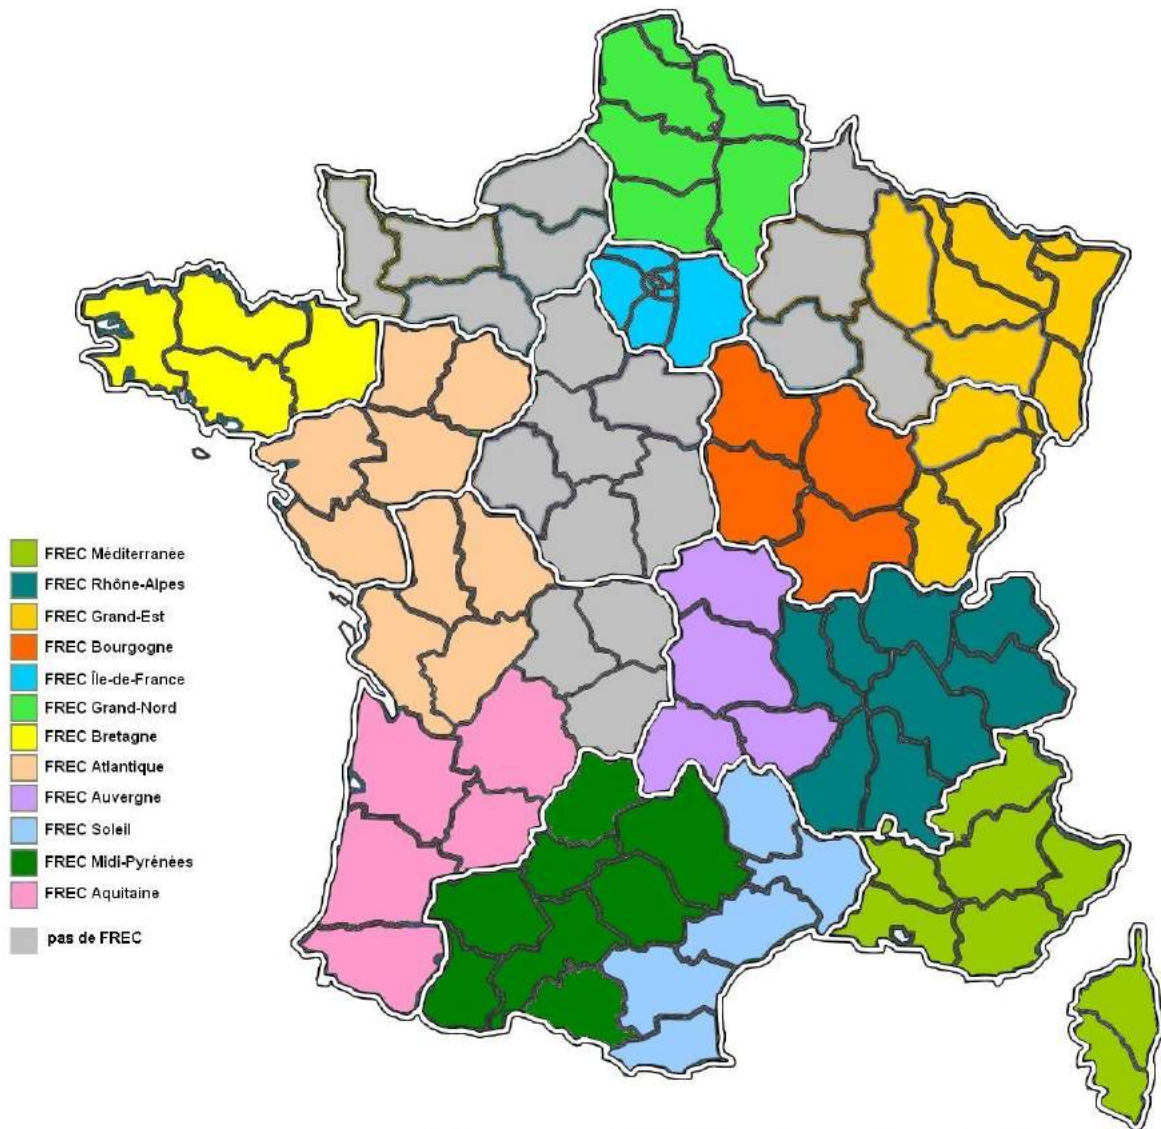 FREC Méditerranée
FREC Rhône-Alpes
FREC Grand-Est
FREC Bourgogne
FREC Île-de-France
FREC Grand-Nord
FREC Bretagne
FREC Atlantique
FREC Auvergne
FREC Soleil
FREC Midi-Pyrénées
FREC Aquitaine
pas de FREC